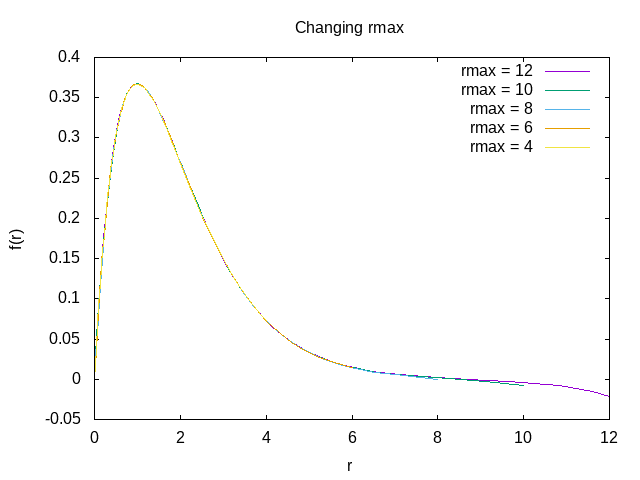 Changing rmax
rmax = 12
rmax = 10
rmax = 8
rmax = 6
rmax = 4
0.4
0.35
0.3
0.25
0.2
0.15
0.1
0.05
0
-0.05
f(r)
0 2 4 6 8 10 12
r